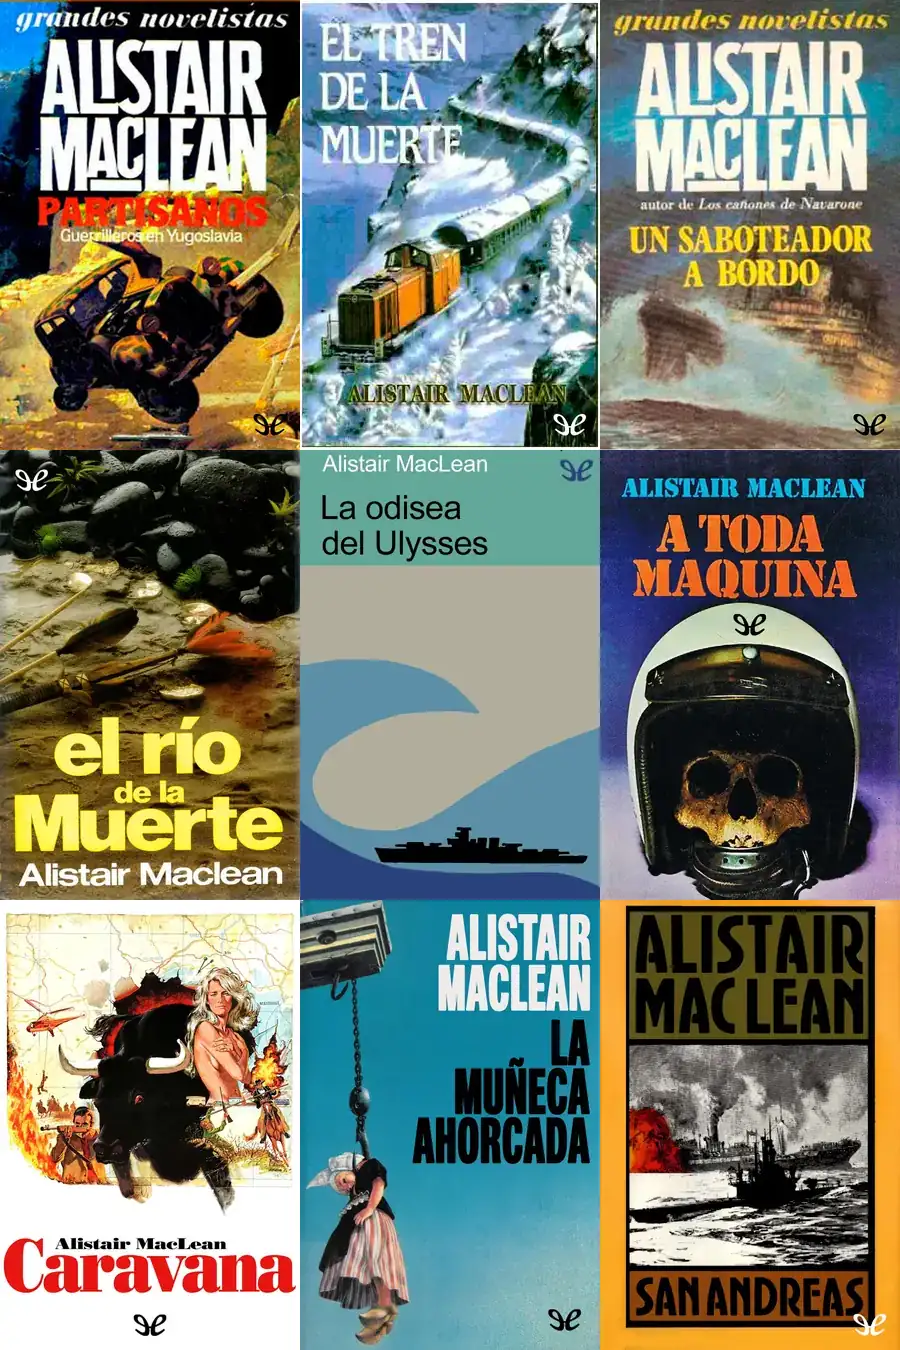 grandes novelistas
ALISTAIR
MACLEAN
PARTISANOS
Guerrilleros en Yugoslavia
EL TREN
DE LA
MUERTE
ALISTAIR MACLEAN
grandes novelistas
ALISTAIR
MACLEAN
autor de Los cañones de Navarone
UN SABOTEADOR
A BORDO
el río
de la
Muerte
Alistair Maclean
Alistair MacLean
La odisea
del Ulysses
ALISTAIR MACLEAN
A TODA
MAQUINA
Alistair MacLean
Caravana
ALISTAIR
MACLEAN
LA
MUÑECA
AHORCADA
ALISTAIR
MACLEAN
SAN ANDREAS